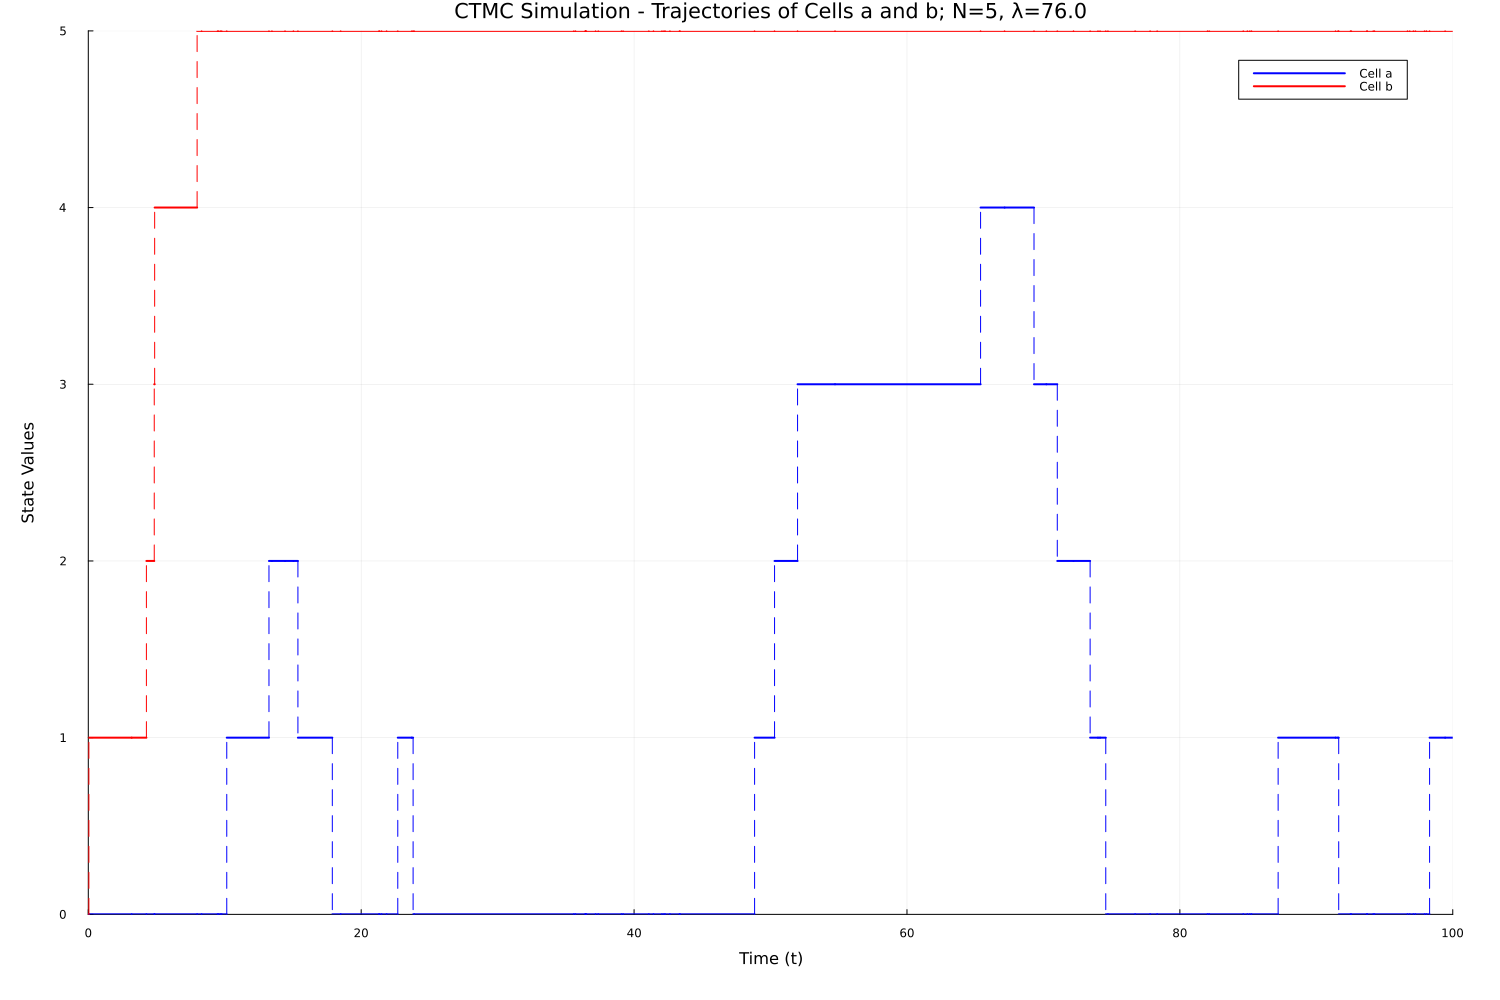 CTMC Simulation - Trajectories of Cells a and b; N=5, λ=76.0
Cell a
Cell b
State Values
5
4
3
2
1
0
0 20 40 60 80 100
Time (t)